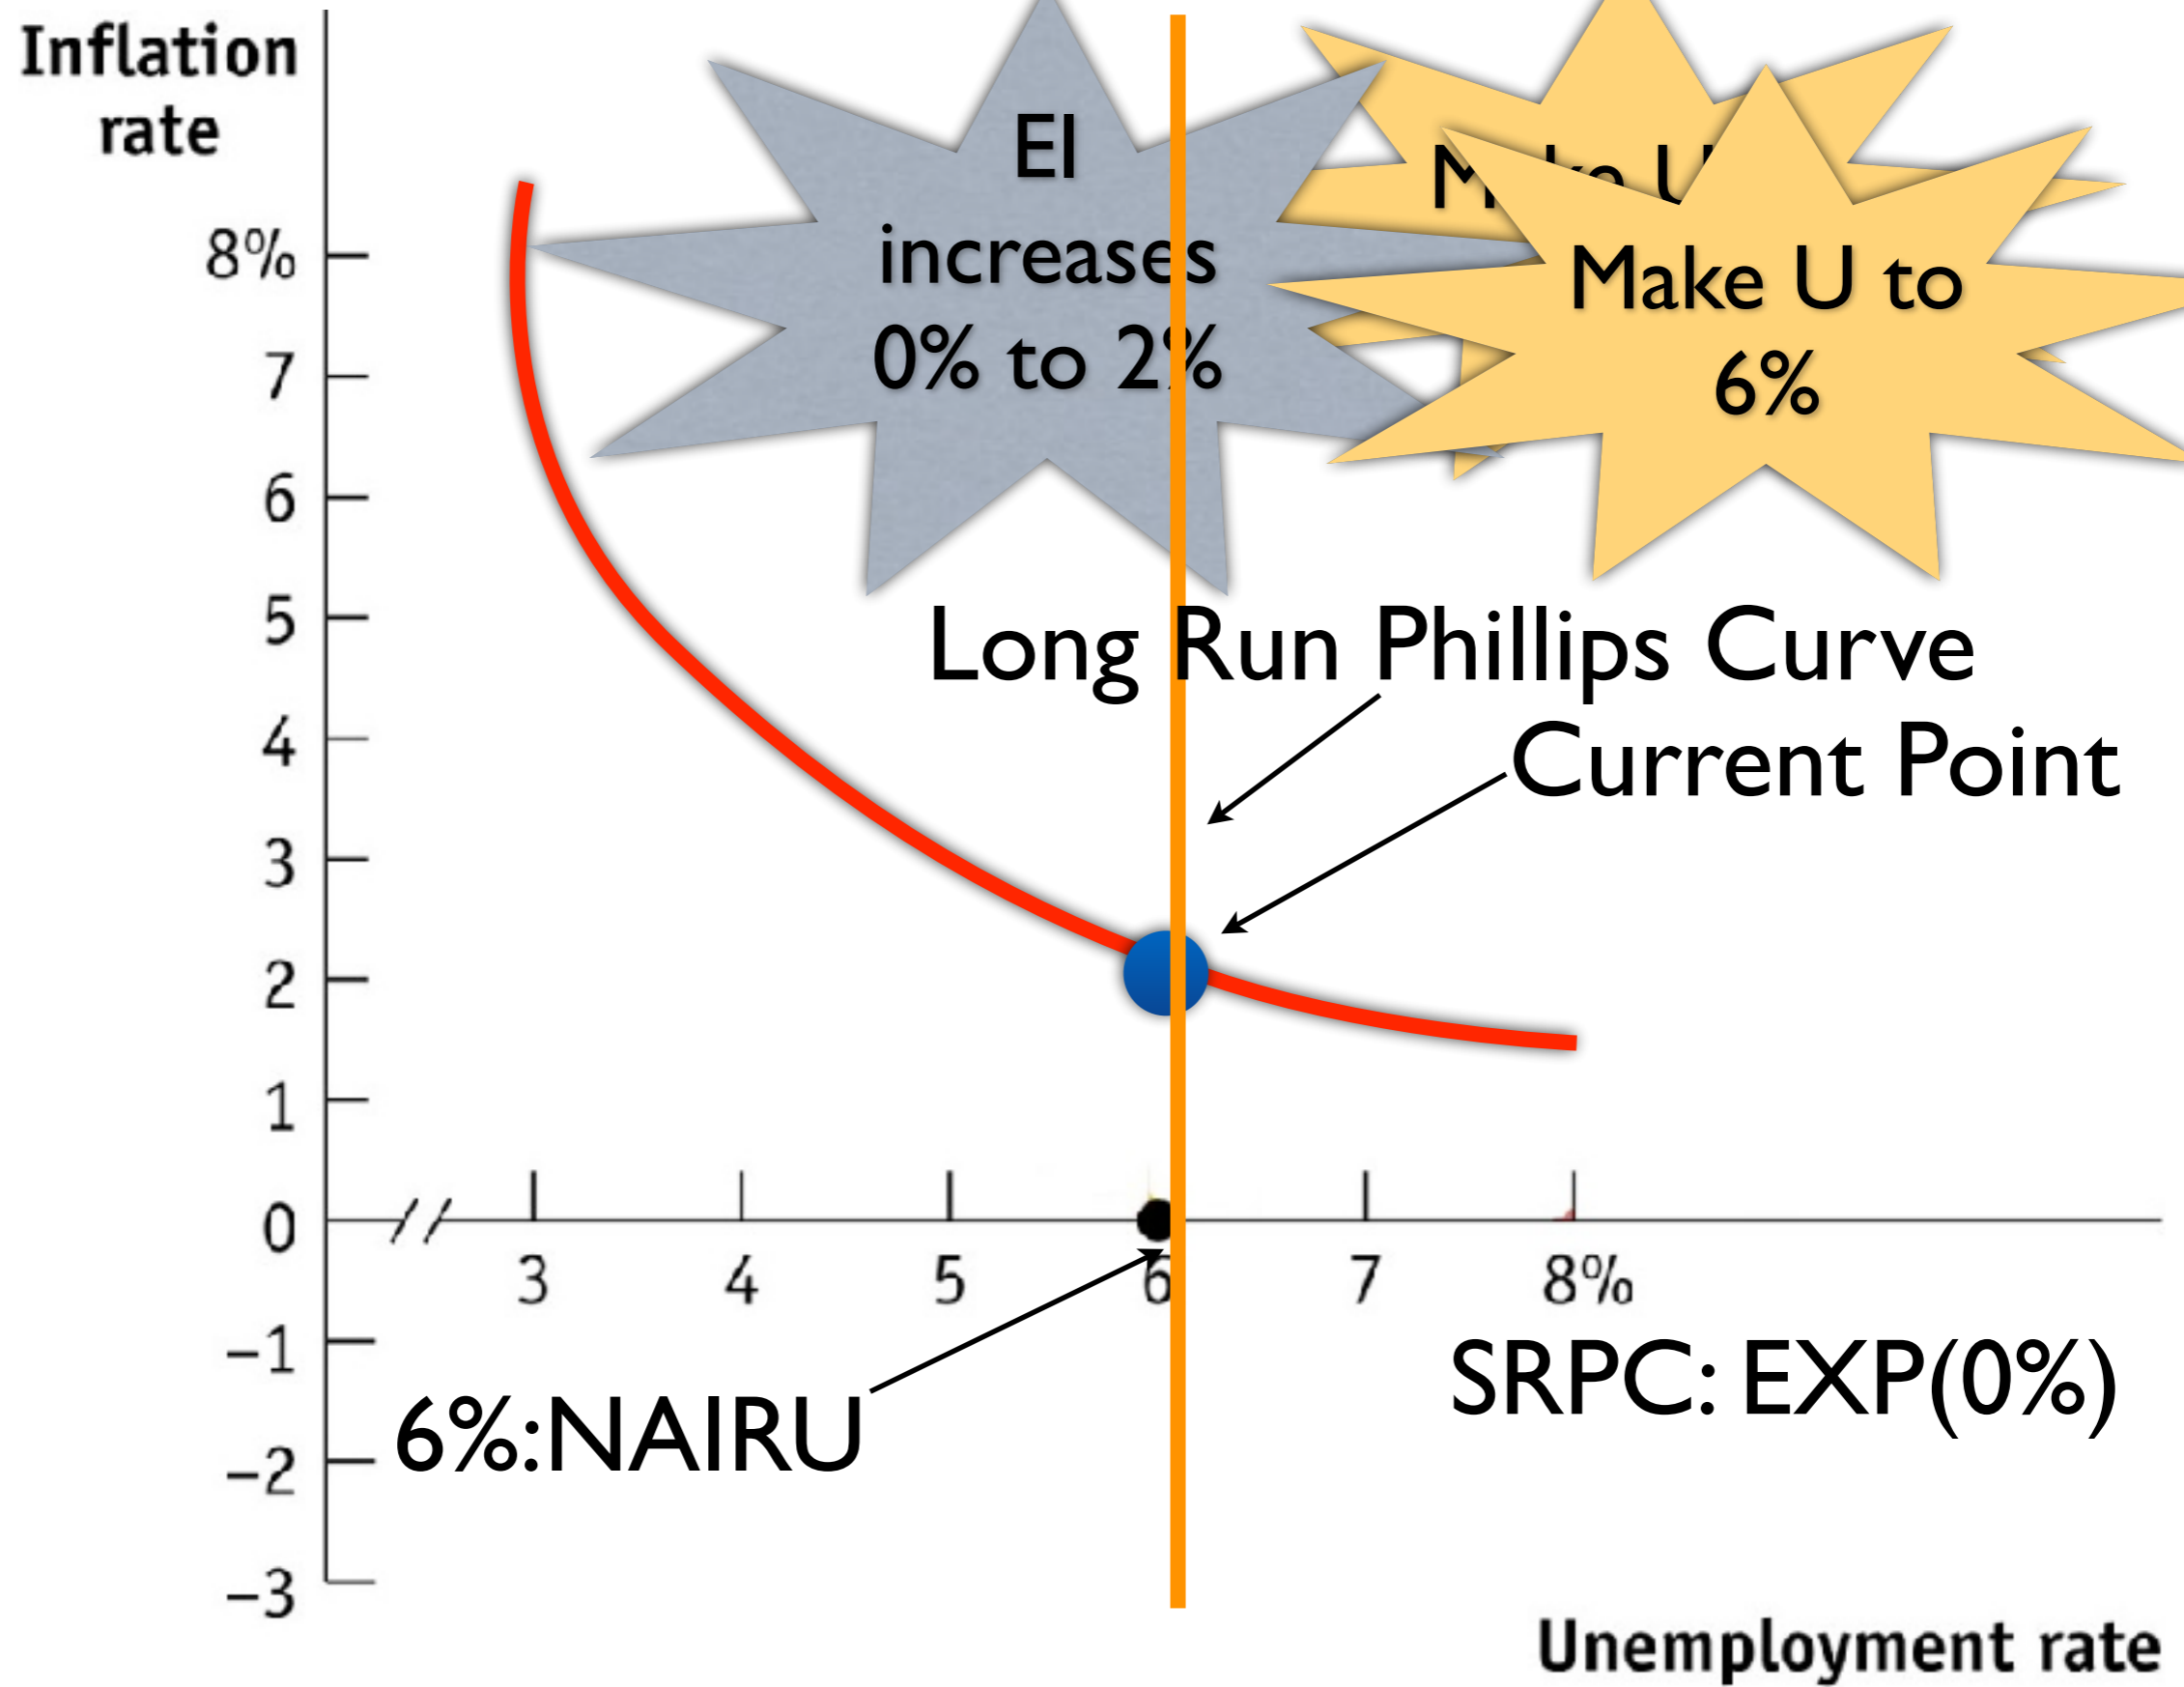 Inflation
rate
EI
increases
0% to 2%
Make U to
6%
8%
7
6
5
4
3
2
1
0
−1
−2
−3
Long Run Phillips Curve
Current Point
3
4
5
6
7
8%
6%:NAIRU
SRPC: EXP(0%)
Unemployment rate